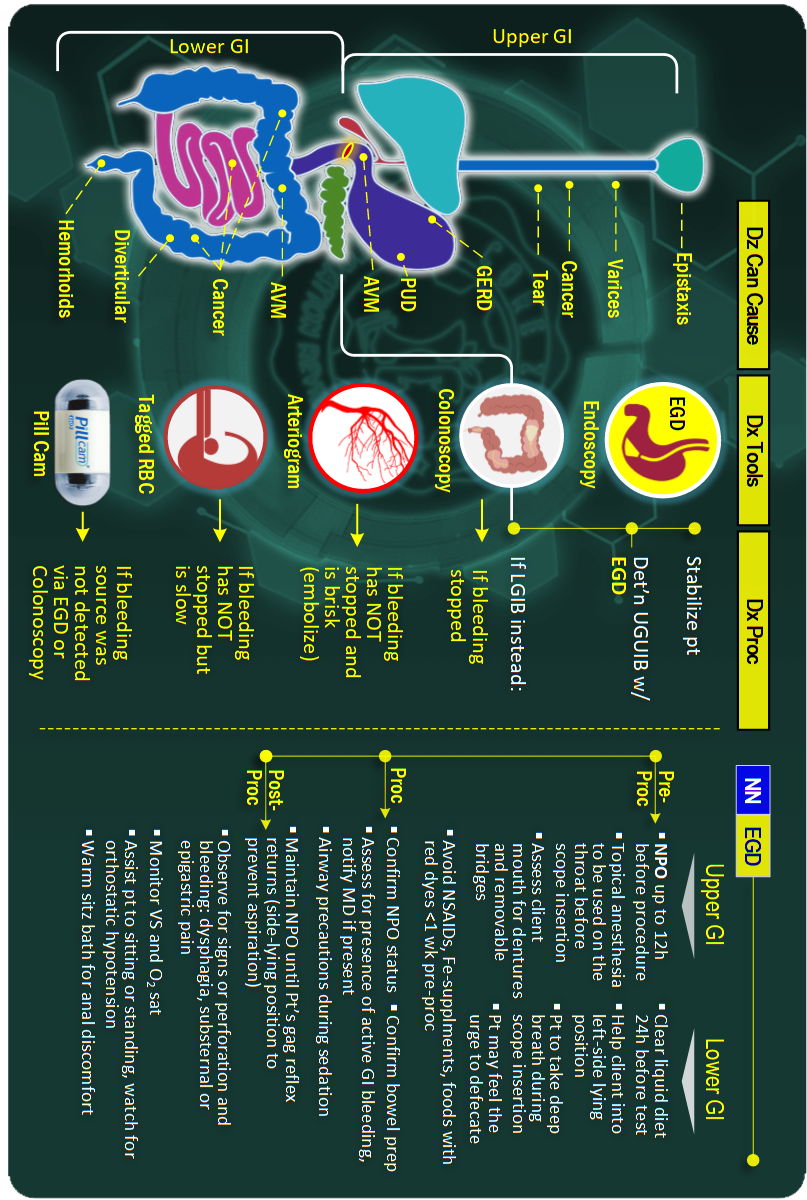 Upper GI
Lower GI
Dz Can Cause
Epistaxis
Varices
Cancer
Tear
GERD
PUD
AVM
AVM
Cancer
Diverticular
Hemorrhoids
Dx Tools
EGD
Endoscopy
Colonoscopy
Arteriogram
Tagged RBC
Pillcam
Pill Cam
Dx Proc
Stabilize pt
Det'n UGUIB w/
EGD
If LGIB instead:
If bleeding
stopped
If bleeding
has NOT
stopped and
is brisk
(embolize)
If bleeding
has NOT
stopped but
is slow
If bleeding
source was
not detected
via EGD or
Colonoscopy
NN
EGD
Upper GI
Lower GI
Pre-
Proc
▪ NPO up to 12h
before procedure
▪ Topical anesthesia
to be used on the
throat before
scope insertion
▪ Assess client
mouth for dentures
and removable
bridges
▪ Clear liquid diet
24h before test
▪ Help client into
left-side lying
position
▪ Pt to take deep
breath during
scope insertion
▪ Pt may feel the
urge to defecate
▪ Avoid NSAIDs, Fe-supplments, foods with
red dyes <1 wk pre-proc
Proc
▪ Confirm NPO status
▪ Confirm bowel prep
▪ Assess for presence of active GI bleeding,
notify MD if present
▪ Airway precautions during sedation
Post-
Proc
▪ Maintain NPO until Pt's gag reflex
returns (side-lying position to
prevent aspiration)
▪ Observe for signs or perforation and
bleeding: dysphagia, substernal or
epigastric pain
▪ Monitor VS and O₂ sat
▪ Assist pt to sitting or standing, watch for
orthostatic hypotension
▪ Warm sitz bath for anal discomfort